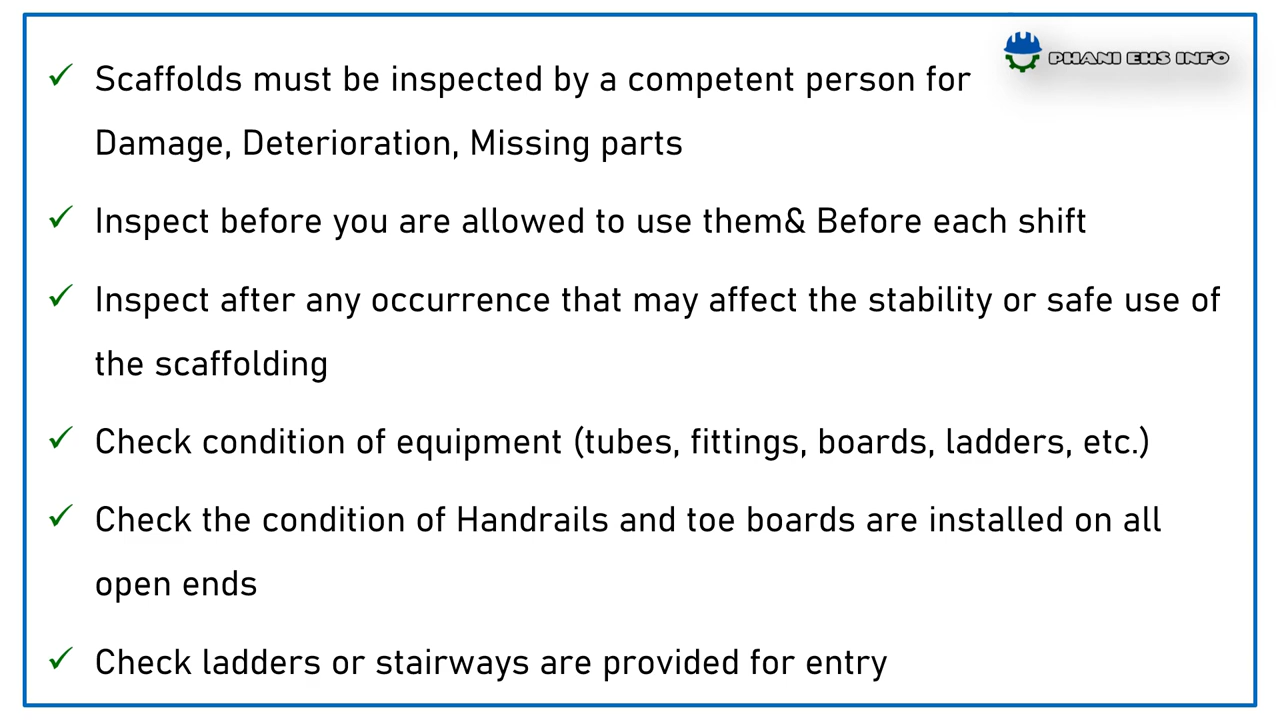 PHANI EHS INFO
✓ Scaffolds must be inspected by a competent person for
Damage, Deterioration, Missing parts
✓ Inspect before you are allowed to use them& Before each shift
✓ Inspect after any occurrence that may affect the stability or safe use of
the scaffolding
✓ Check condition of equipment (tubes, fittings, boards, ladders, etc.)
✓ Check the condition of Handrails and toe boards are installed on all
open ends
✓ Check ladders or stairways are provided for entry